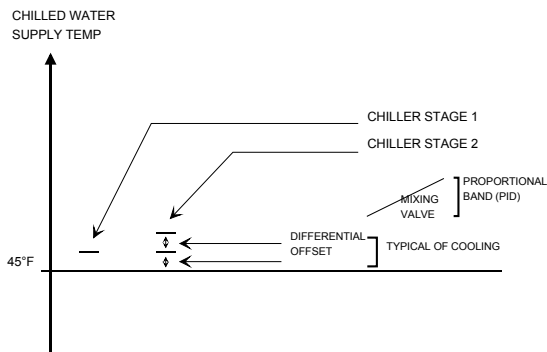 CHILLED WATER
SUPPLY TEMP
CHILLER STAGE 1
CHILLER STAGE 2
PROPORTIONAL
BAND (PID)
MIXING
VALVE
DIFFERENTIAL
OFFSET
TYPICAL OF COOLING
45°F